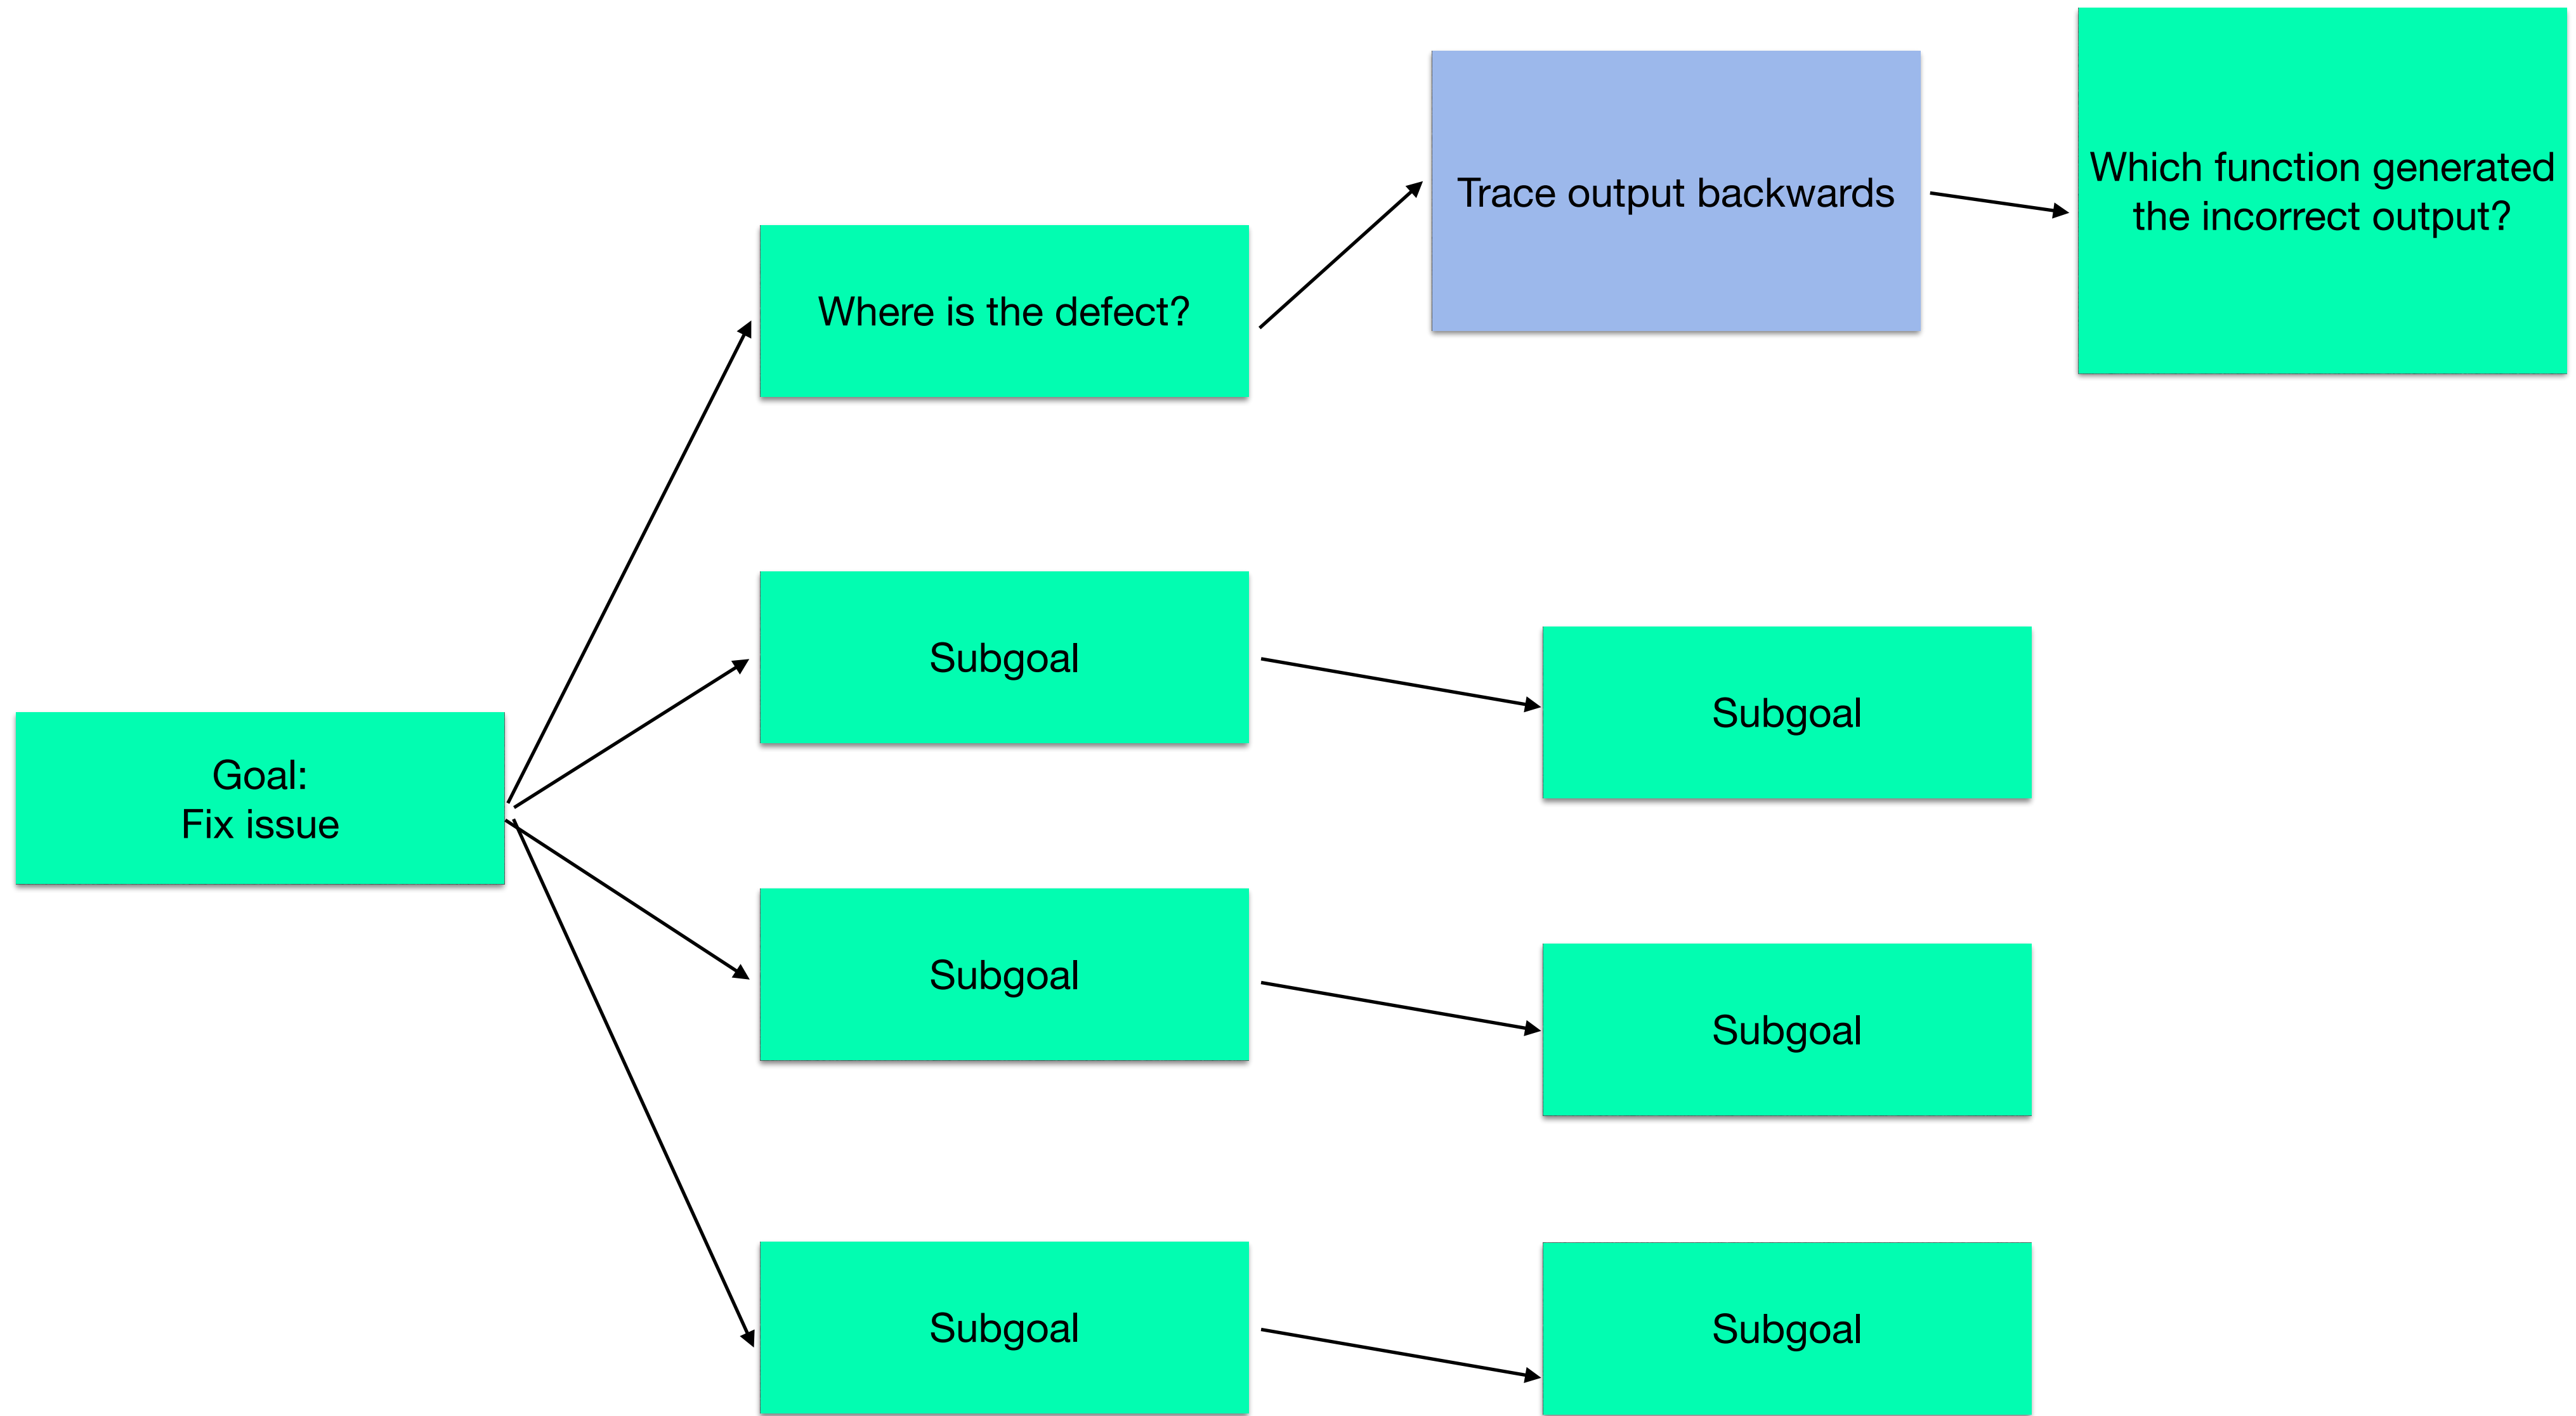 Which function generated
the incorrect output?
Trace output backwards
Where is the defect?
Subgoal
Subgoal
Goal:
Fix issue
Subgoal
Subgoal
Subgoal
Subgoal